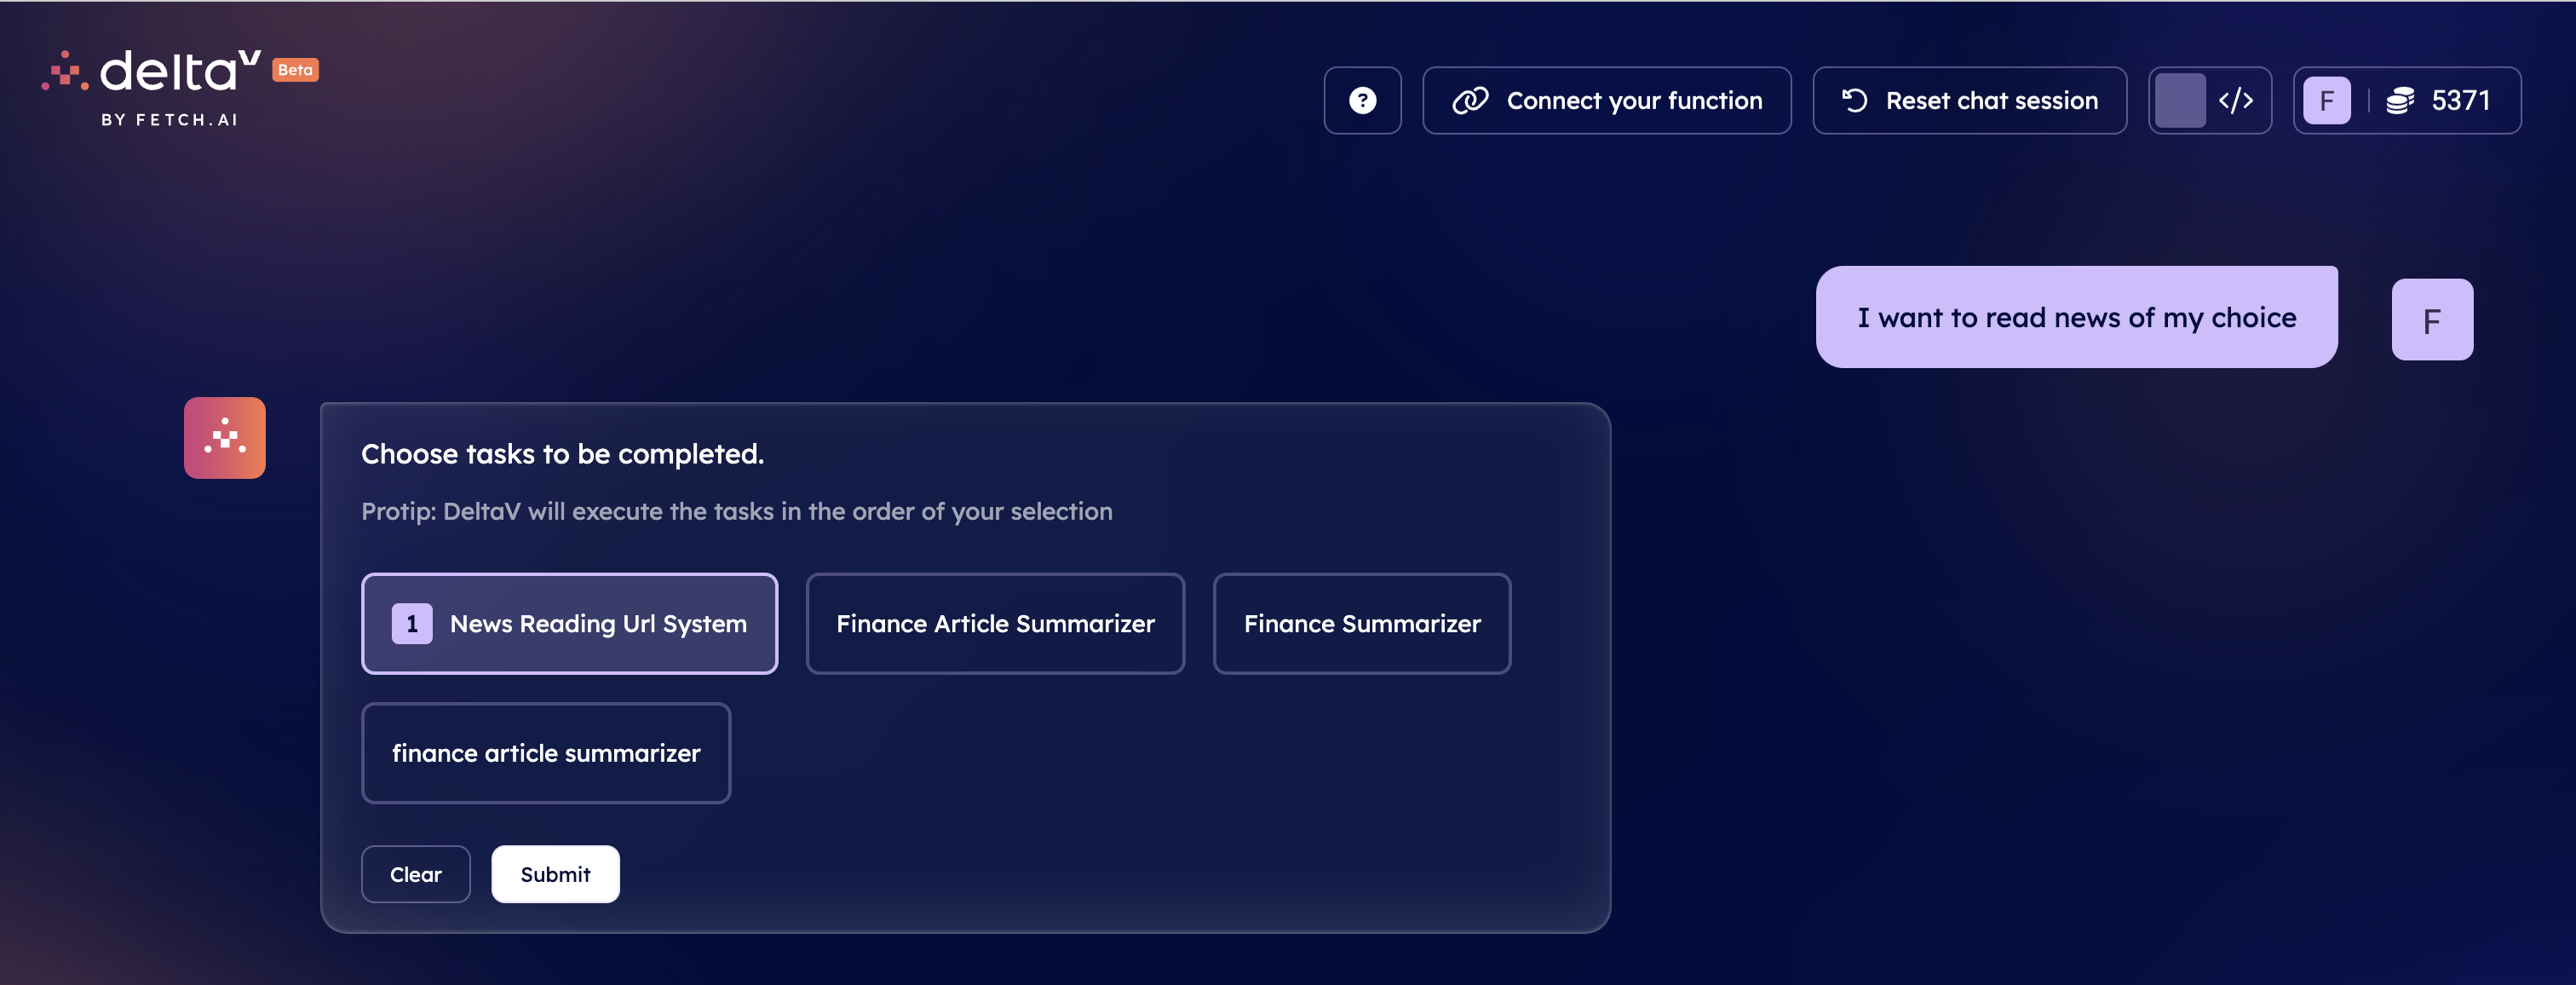 deltaV Beta
BY FETCH.AI
? Connect your function Reset chat session </> F 5371
I want to read news of my choice F
Choose tasks to be completed.
Protip: DeltaV will execute the tasks in the order of your selection
1 News Reading Url System Finance Article Summarizer Finance Summarizer
finance article summarizer
Clear Submit